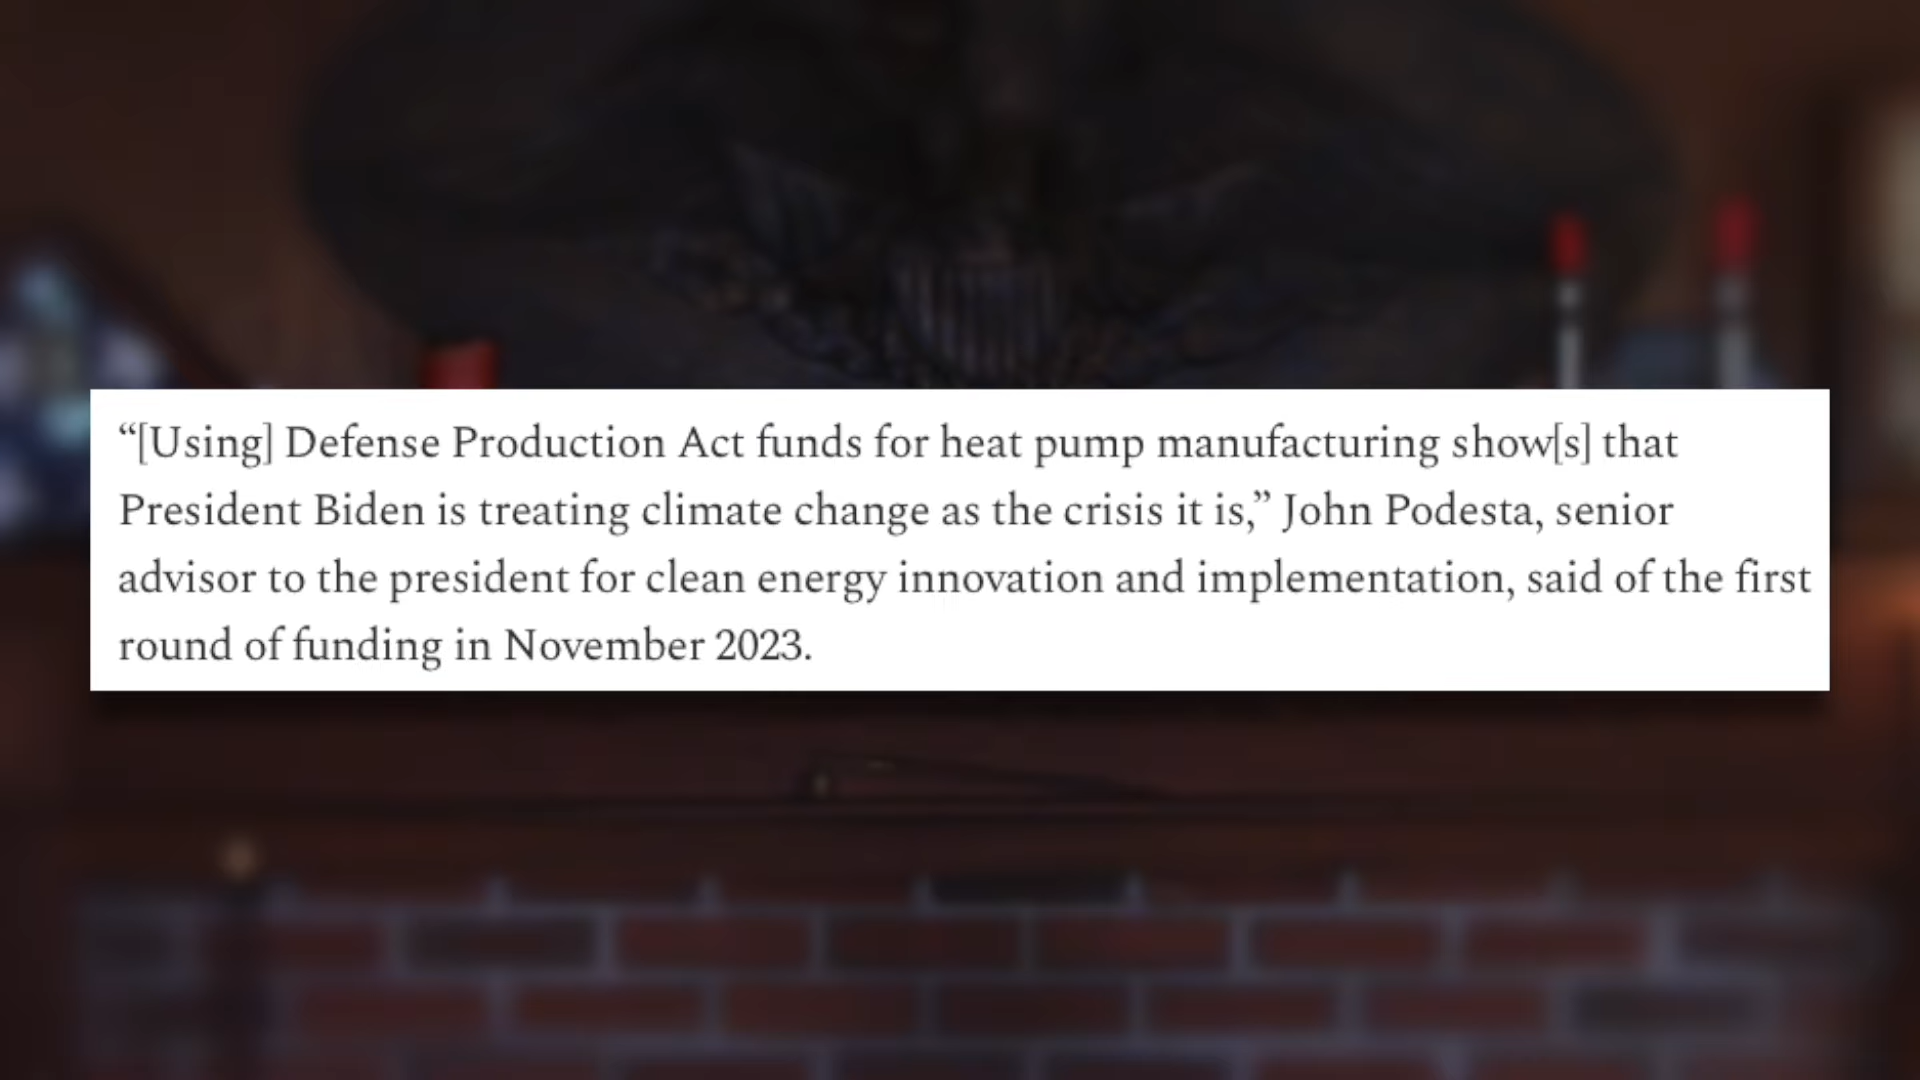 “[Using] Defense Production Act funds for heat pump manufacturing show[s] that
President Biden is treating climate change as the crisis it is,” John Podesta, senior
advisor to the president for clean energy innovation and implementation, said of the first
round of funding in November 2023.